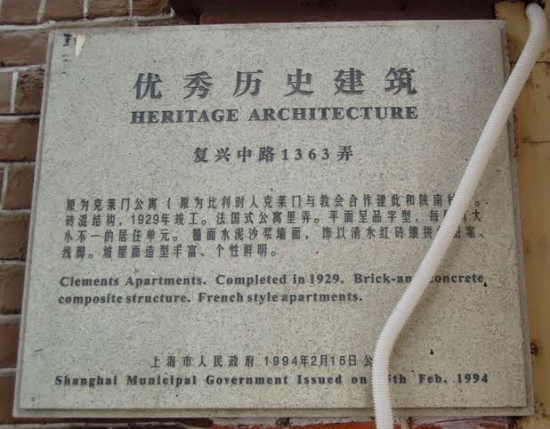 优秀历史建筑
HERITAGE ARCHITECTURE
复兴中路1363弄
原为克莱门公寓（原为比利时人克莱门与教会合作建此和陕南 。
砖混结构，1929年竣工。法国式公寓里弄。平面呈品字型，每 大
小不一的居住单元。 面水泥沙浆墙面，饰以清水红砖 拼 案、
线脚。坡屋面造型丰富、个性鲜明。
Clements Apartments. Completed in 1929. Brick-an concrete
composite structure. French style apartments.
上海市人民政府 1994年2月15日
Shanghai Municipal Government Issued on 5th Feb. 1994